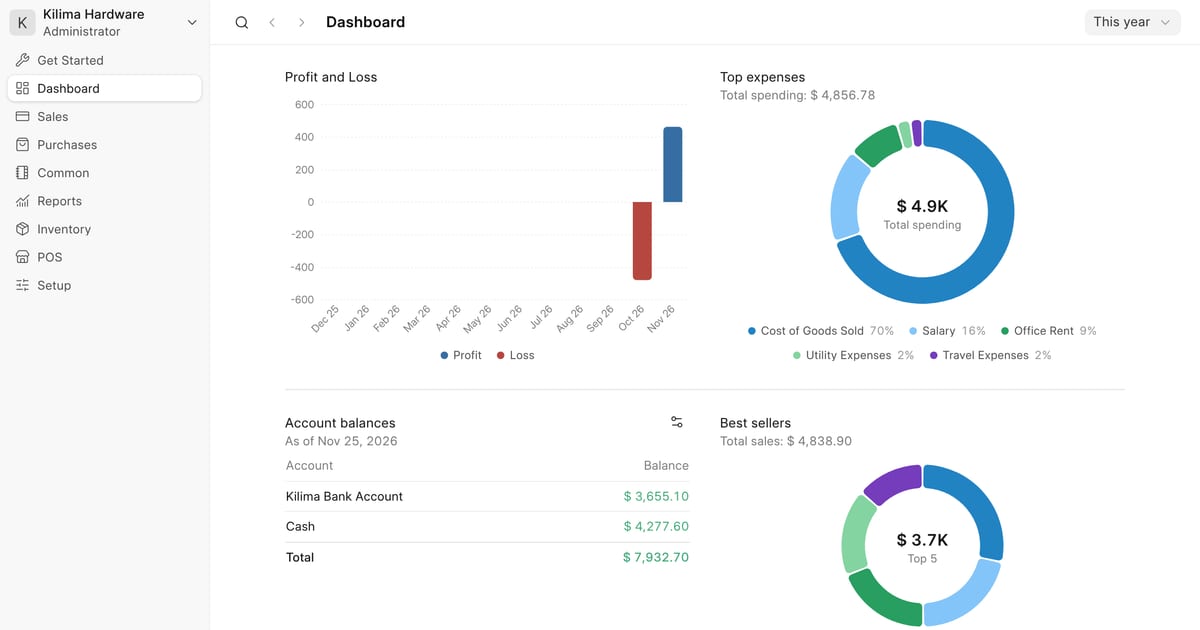 K
Kilima Hardware
Administrator
Get Started
Dashboard
Sales
Purchases
Common
Reports
Inventory
POS
Setup
Dashboard
This year
Profit and Loss
600
400
200
0
-200
-400
-600
Dec 25
Jan 26
Feb 26
Mar 26
Apr 26
May 26
Jun 26
Jul 26
Aug 26
Sep 26
Oct 26
Nov 26
Profit Loss
Top expenses
Total spending: $ 4,856.78
$ 4.9K
Total spending
Cost of Goods Sold 70% Salary 16% Office Rent 9%
Utility Expenses 2% Travel Expenses 2%
Account balances
As of Nov 25, 2026
Account Balance
Kilima Bank Account $ 3,655.10
Cash $ 4,277.60
Total $ 7,932.70
Best sellers
Total sales: $ 4,838.90
$ 3.7K
Top 5